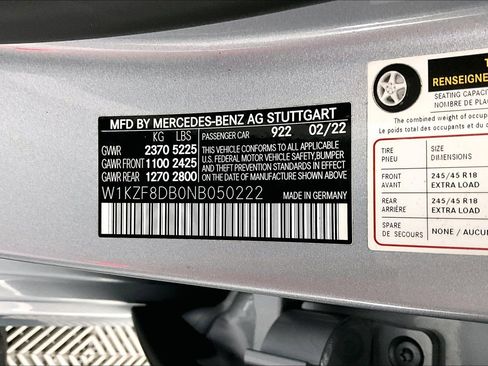 MFD BY MERCEDES-BENZ AG STUTTGART
KG LBS PASSENGER CAR 922 02/22
GVWR 2370 5225
GAWR FRONT 1100 2425
GAWR REAR 1270 2800
THIS VEHICLE CONFORMS TO ALL APPLICABLE
U.S. FEDERAL MOTOR VEHICLE SAFETY, BUMPER
AND THEFT PREVENTION STANDARDS IN EFFECT
ON THE DATE OF MANUFACTURE SHOWN ABOVE
W1KZF8DB0NB050222 MADE IN GERMANY
RENSEIGNE
SEATING CAPACI
NOMBRE DE PLA
The combined weight of occup
Le poids total des occupants et du c
TIRE SIZE
PNEU DIMENSION
FRONT 245/45 R18
AVANT EXTRA LOAD
REAR 245/45 R18
ARRIÈRE EXTRA LOAD
SPARE NONE / AUCU
DE SECOURS